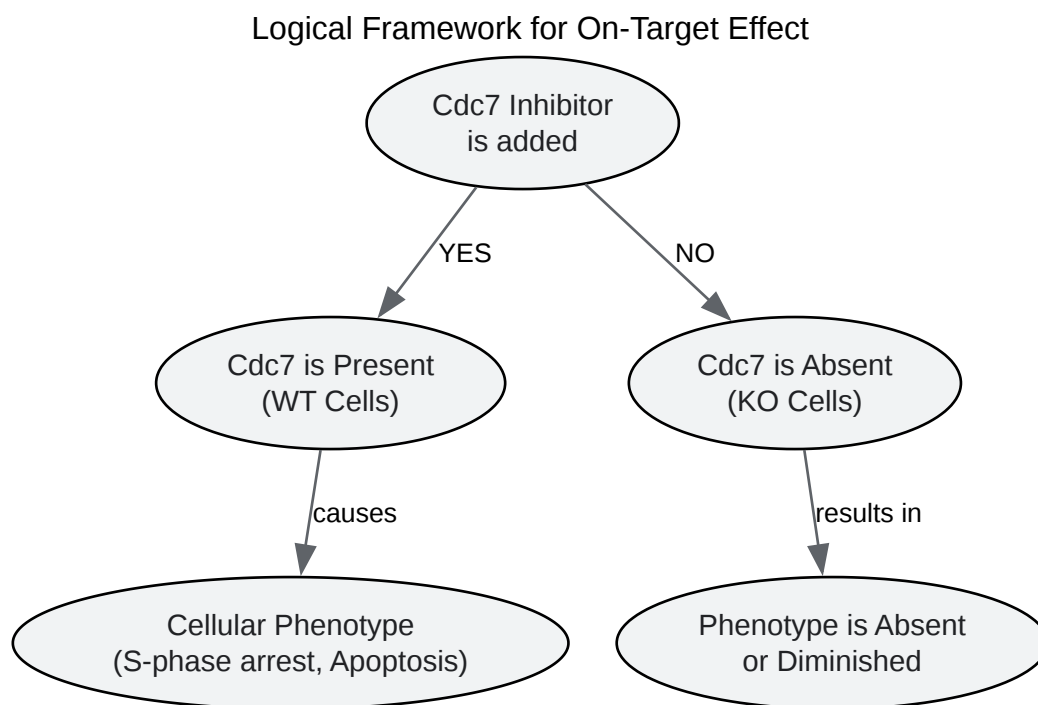 Logical Framework for On-Target Effect
Cdc7 Inhibitor
is added
YES
NO
Cdc7 is Present
(WT Cells)
Cdc7 is Absent
(KO Cells)
causes
results in
Cellular Phenotype
(S-phase arrest, Apoptosis)
Phenotype is Absent
or Diminished